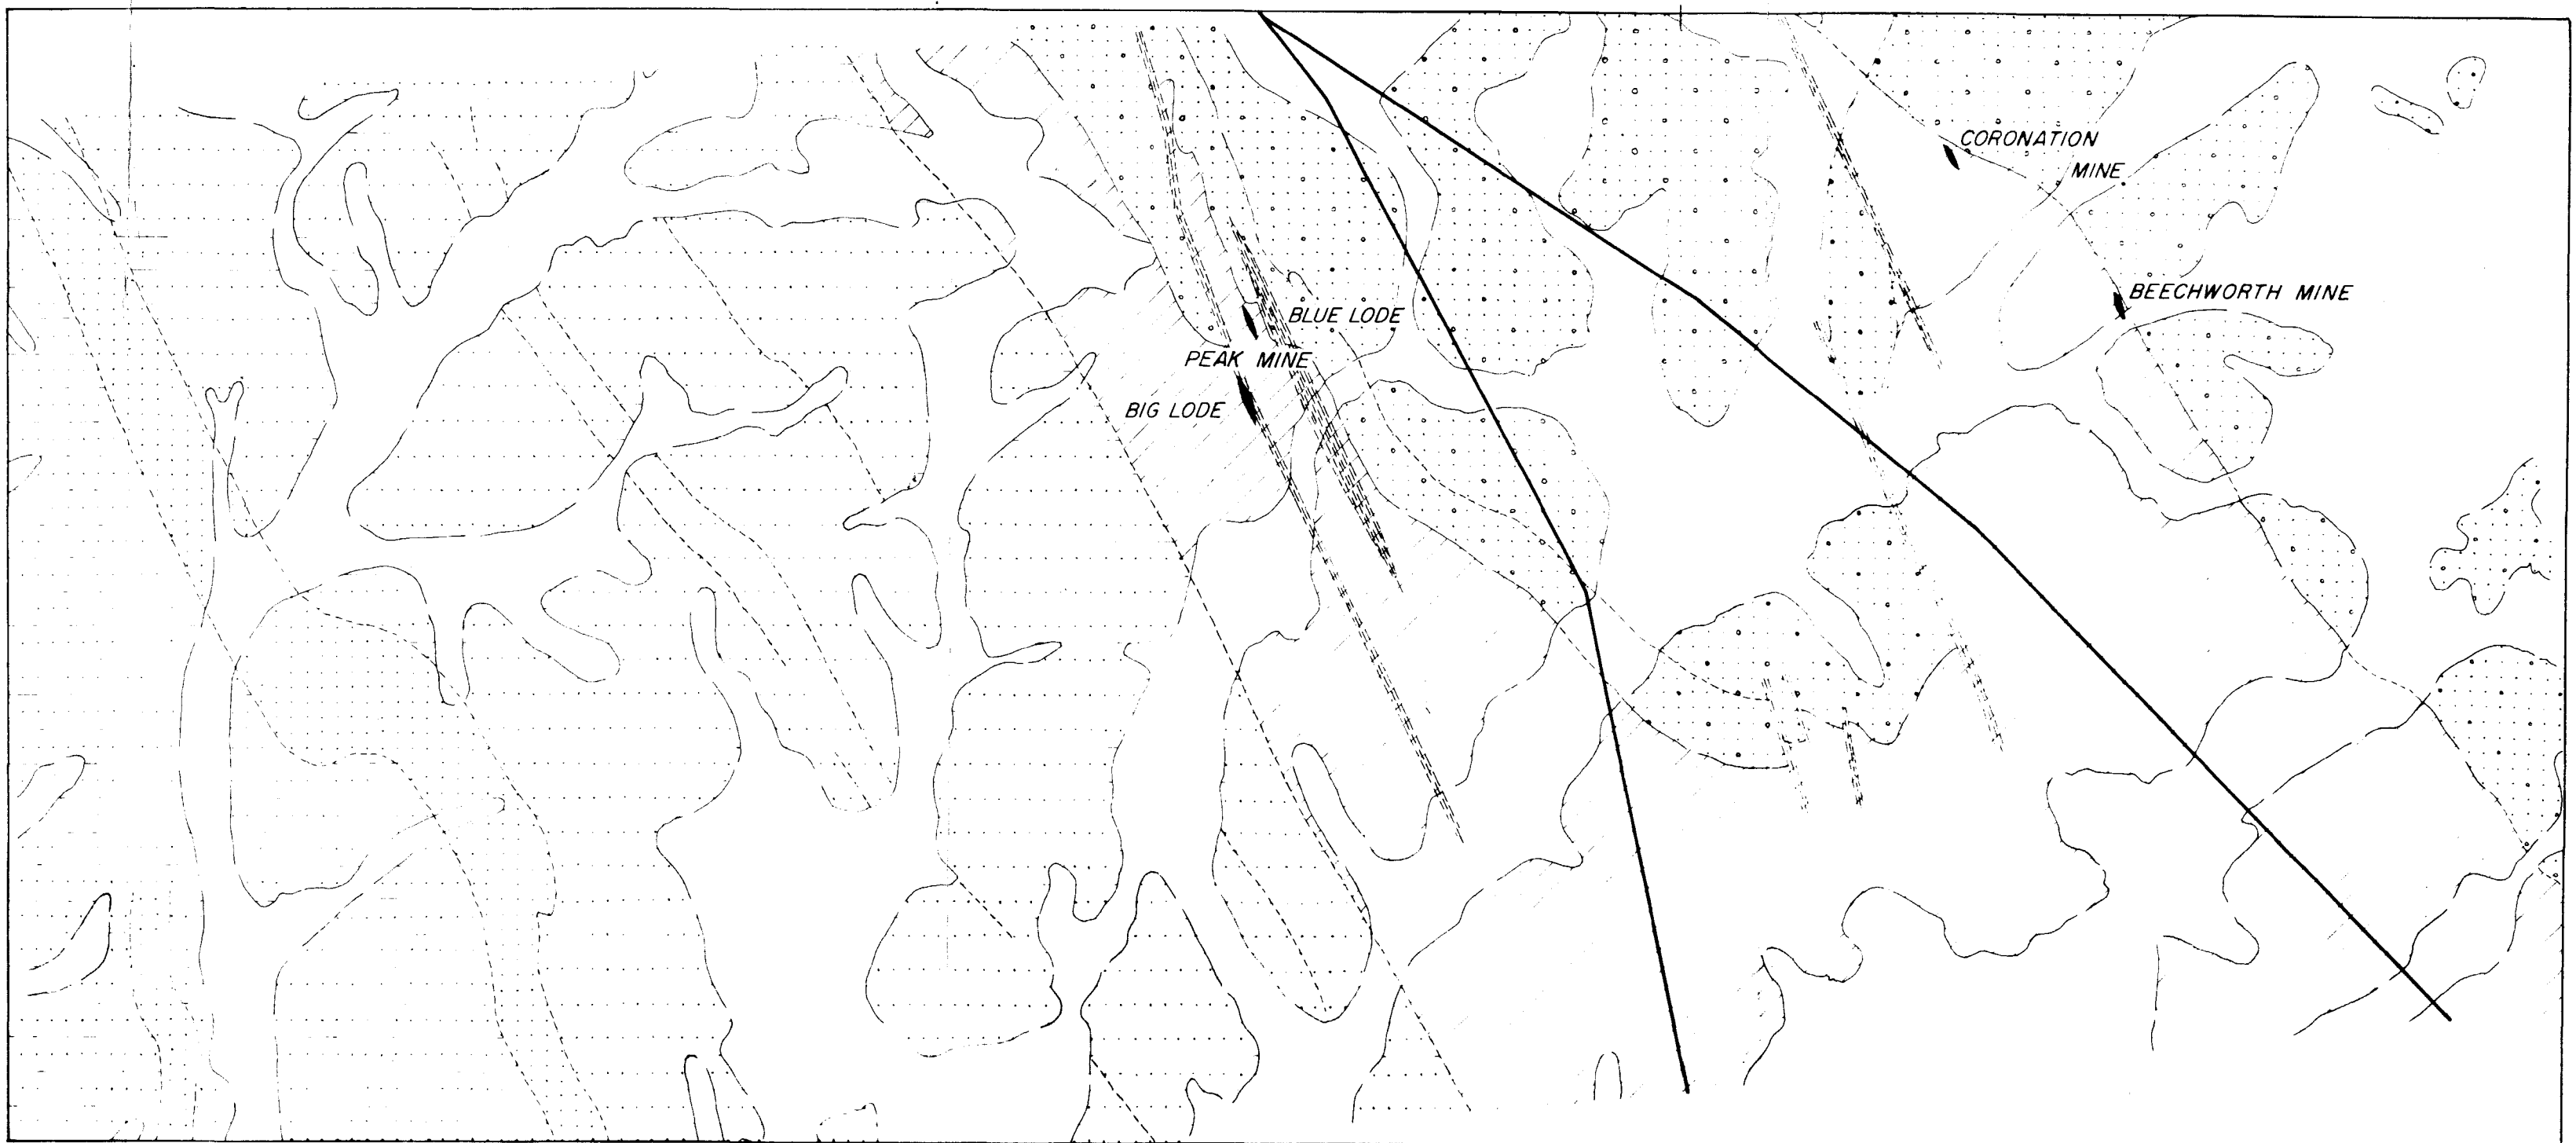 CORONATION
MINE
BEECHWORTH MINE
BLUE LODE
PEAK MINE
BIG LODE